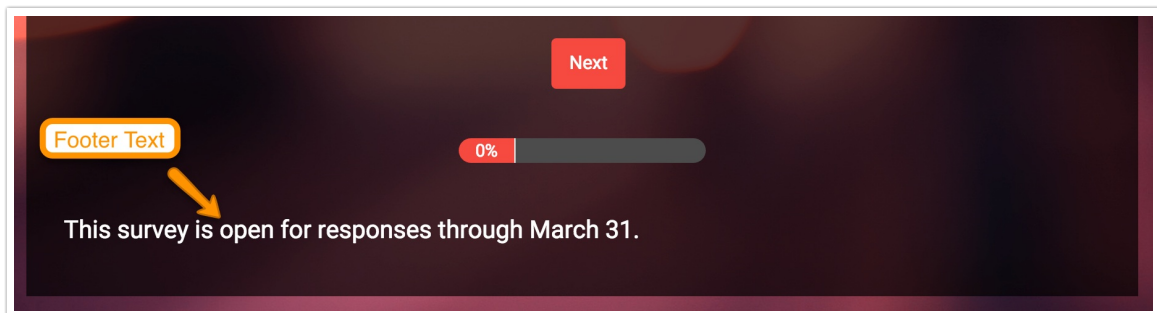 Next
Footer Text
0%
This survey is open for responses through March 31.